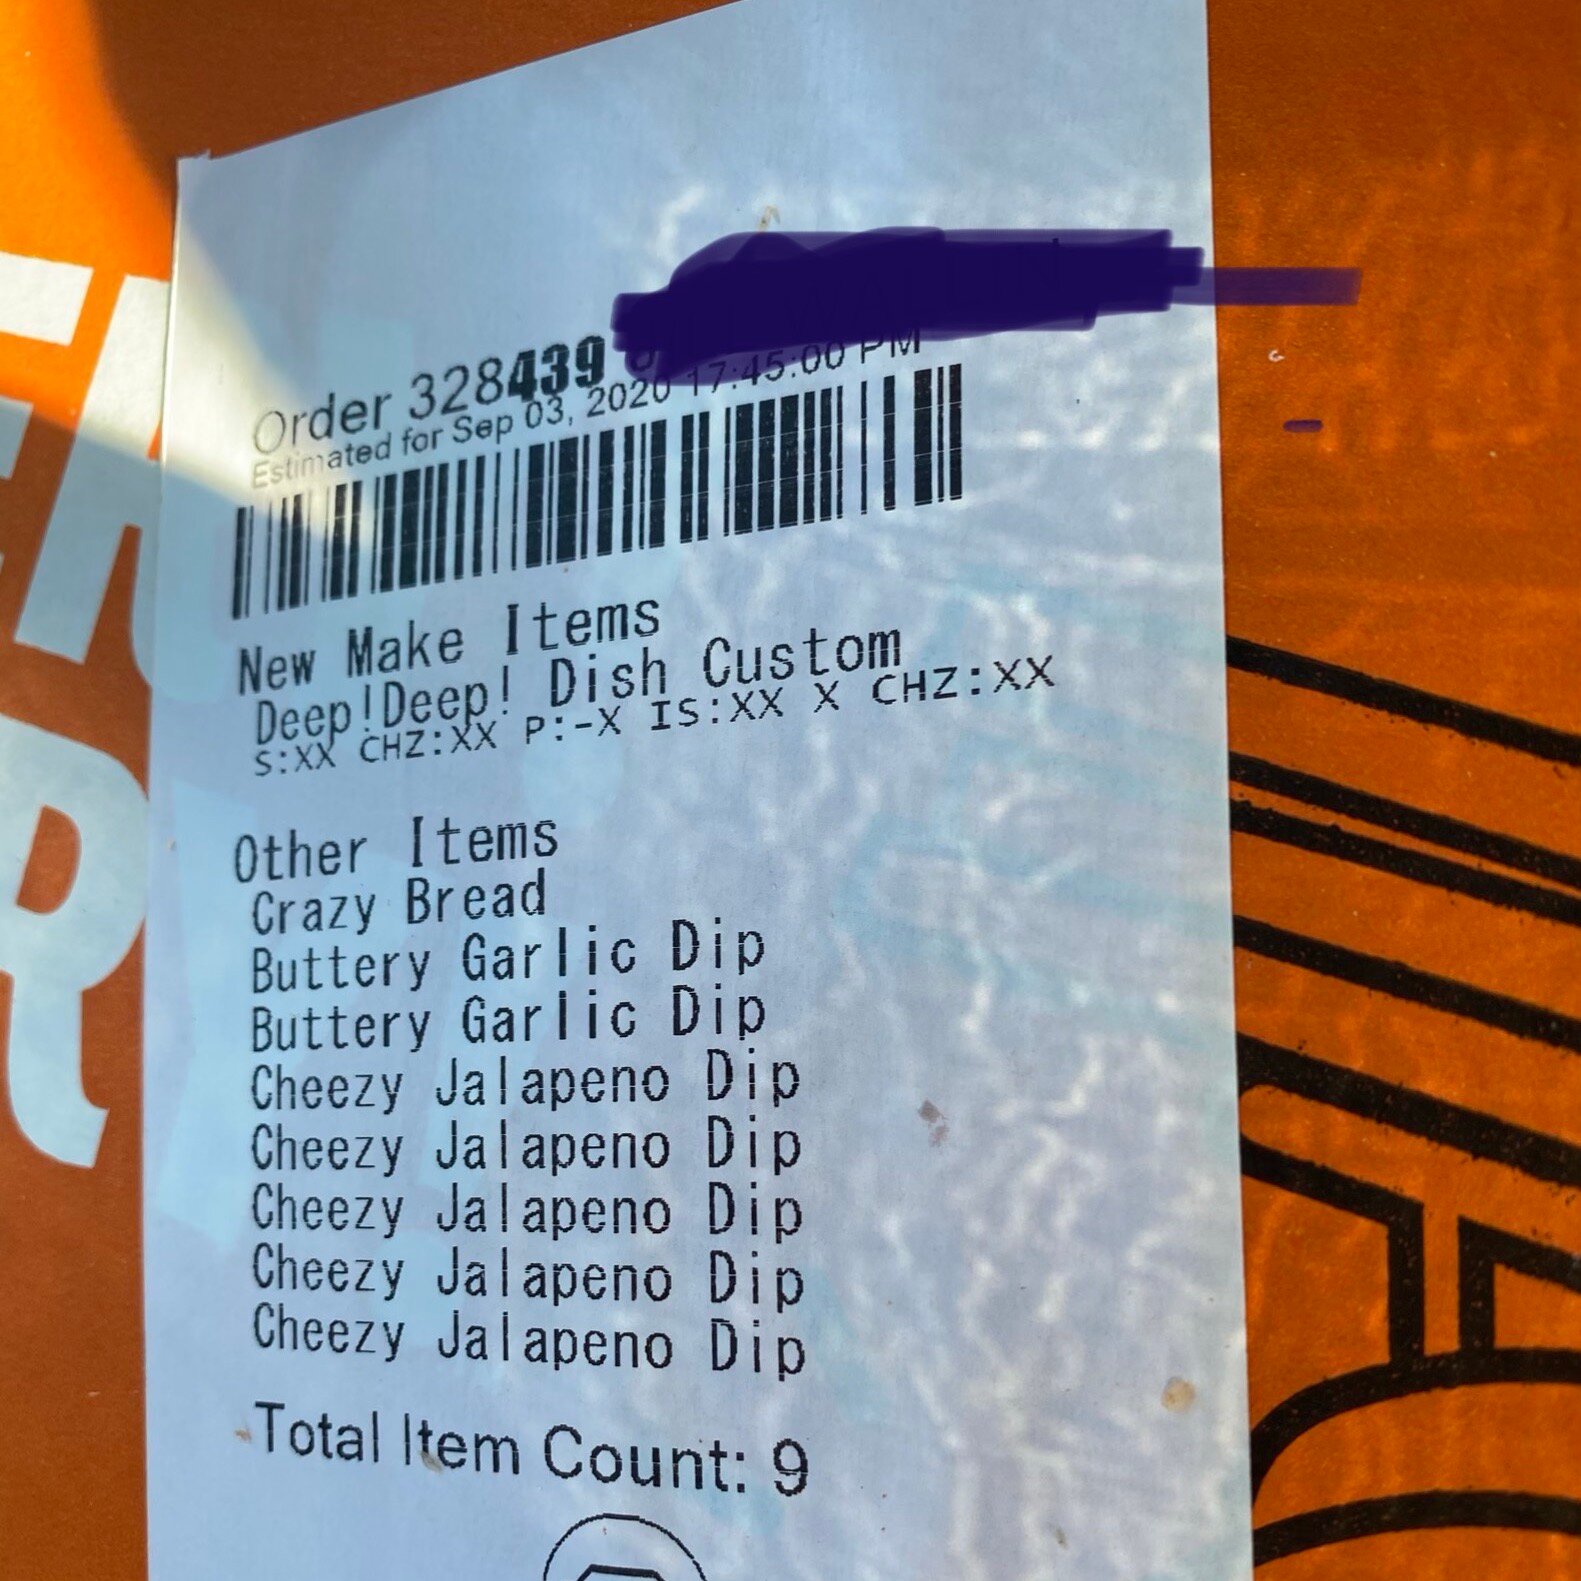 Order 328439
Estimated for Sep 03, 2020 17:45:00 PM
New Make Items
Deep!Deep! Dish Custom
S:XX CHZ:XX P:-X IS:XX X CHZ:XX
Other Items
Crazy Bread
Buttery Garlic Dip
Buttery Garlic Dip
Cheezy Jalapeno Dip
Cheezy Jalapeno Dip
Cheezy Jalapeno Dip
Cheezy Jalapeno Dip
Cheezy Jalapeno Dip
Total Item Count: 9